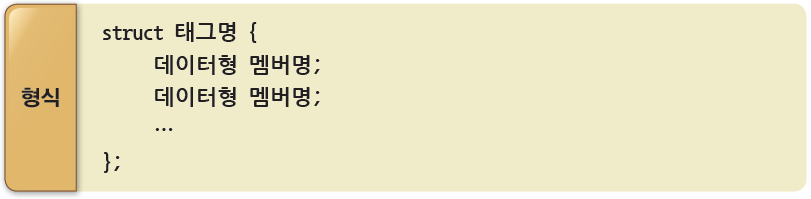 형식
struct 태그명 {
데이터형 멤버명;
데이터형 멤버명;
…
};